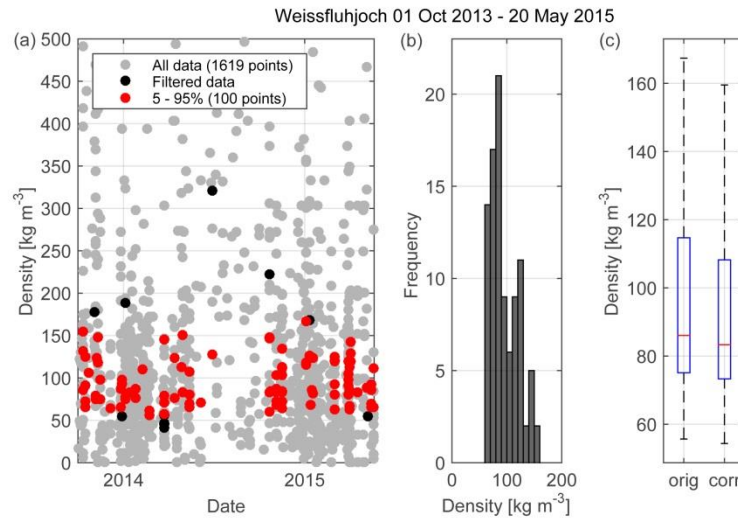 Weissfluhjoch 01 Oct 2013 - 20 May 2015
(a)
500
450
400
350
300
250
200
150
100
50
0
Density [kg m-3]
All data (1619 points)
Filtered data
5 - 95% (100 points)
2014
2015
Date
(b)
20
15
10
5
0
Frequency
0
100
200
Density [kg m-3]
(c)
160
140
120
100
80
60
Density [kg m-3]
orig
corr